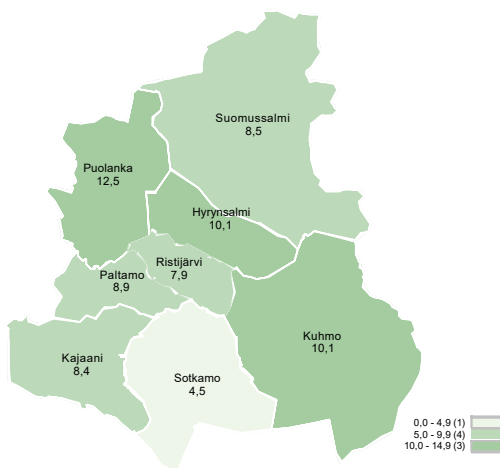 Suomussalmi
8,5
Puolanka
12,5
Hyrynsalmi
10,1
Ristijärvi
7,9
Paltamo
8,9
Kuhmo
10,1
Kajaani
8,4
Sotkamo
4,5
0,0 - 4,9 (1)
5,0 - 9,9 (4)
10,0 - 14,9 (3)